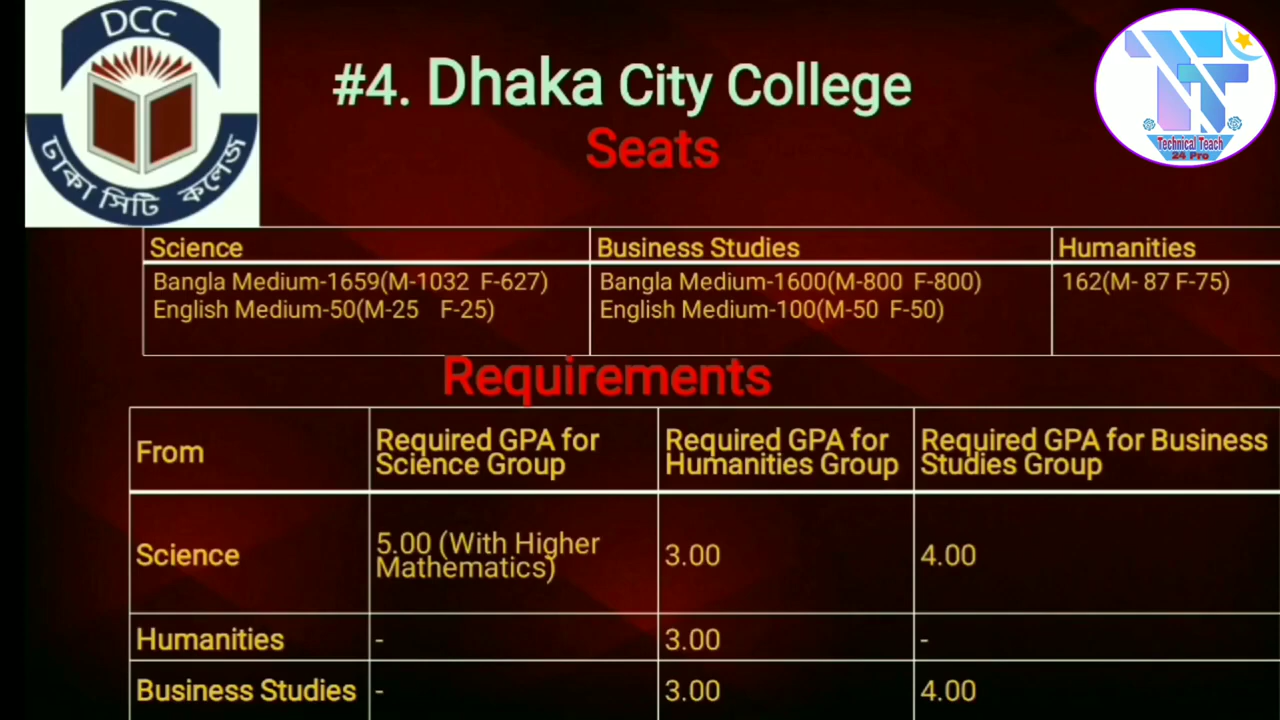 DCC
ঢাকা সিটি কলেজ
#4. Dhaka City College
Technical Teach
24 Pro
Seats
Science
Business Studies
Humanities
Bangla Medium-1659(M-1032 F-627)
English Medium-50(M-25 F-25)
Bangla Medium-1600(M-800 F-800)
English Medium-100(M-50 F-50)
162(M- 87 F-75)
Requirements
From
Required GPA for
Science Group
Required GPA for
Humanities Group
Required GPA for Business
Studies Group
Science
5.00 (With Higher
Mathematics)
3.00
4.00
Humanities
-
3.00
-
Business Studies
-
3.00
4.00